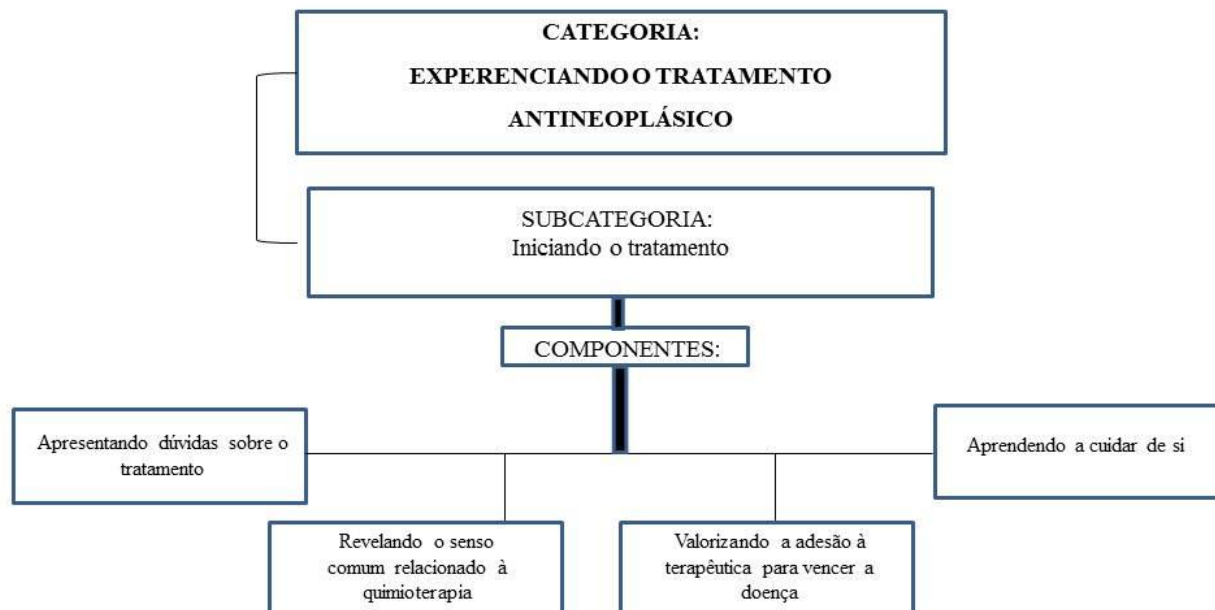 CATEGORIA:
EXPERENCIANDO O TRATAMENTO
ANTINEOPLÁSICO
SUBCATEGORIA:
Iniciando o tratamento
COMPONENTES:
Apresentando dúvidas sobre o
tratamento
Revelando o senso
comum relacionado à
quimioterapia
Valorizando a adesão à
terapêutica para vencer a
doença
Aprendendo a cuidar de si